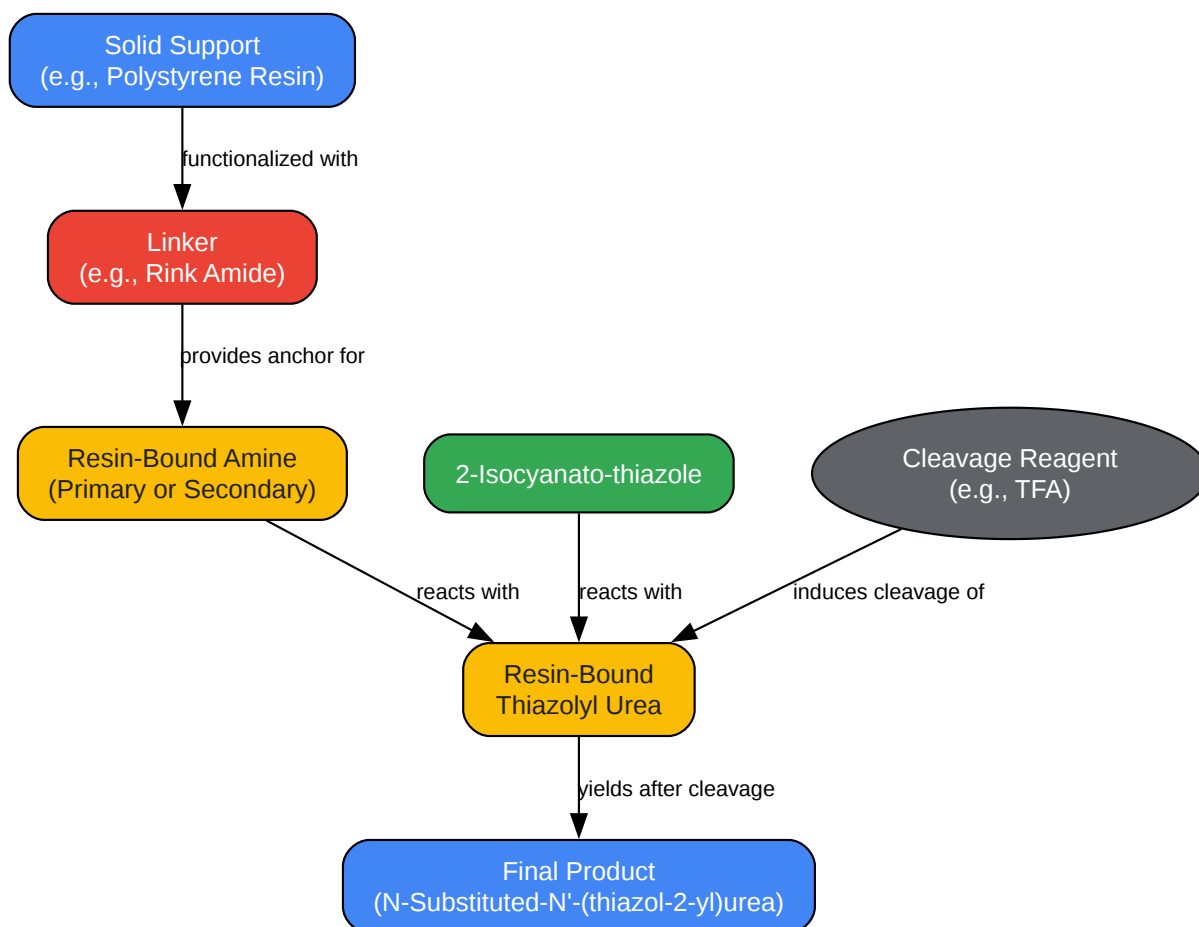 Solid Support
(e.g., Polystyrene Resin)
functionalized with
Linker
(e.g., Rink Amide)
provides anchor for
Resin-Bound Amine
(Primary or Secondary)
2-Isocyanato-thiazole
Cleavage Reagent
(e.g., TFA)
reacts with
reacts with
induces cleavage of
Resin-Bound
Thiazolyl Urea
yields after cleavage
Final Product
(N-Substituted-N'-(thiazol-2-yl)urea)